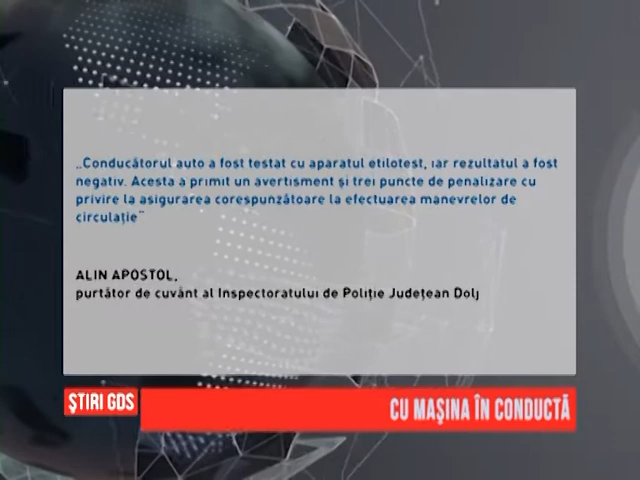 „Conducătorul auto a fost testat cu aparatul etilotest, iar rezultatul a fost
negativ. Acesta a primit un avertisment și trei puncte de penalizare cu
privire la asigurarea corespunzătoare la efectuarea manevrelor de
circulație”
ALIN APOSTOL,
purtător de cuvânt al Inspectoratului de Poliție Județean Dolj
ȘTIRI GDS
CU MAȘINA ÎN CONDUCTĂ